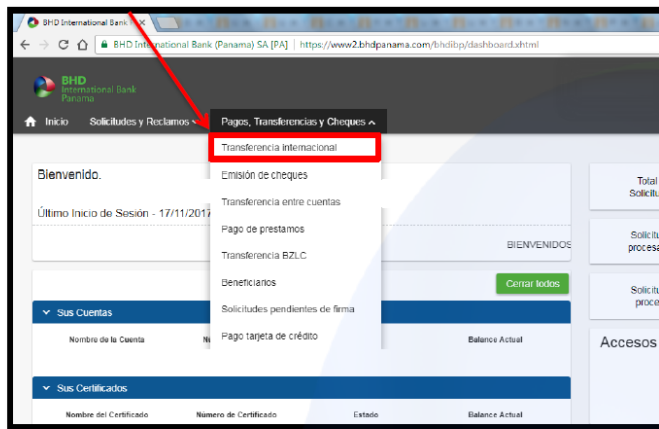 BHD International Bank
BHD International Bank (Panama) SA [PA] | https://www2.bhdpanama.com/bhdibp/dashboard.xhtml
BHD
International Bank
Panama
Inicio Solicitudes y Reclamos Pagos, Transferencias y Cheques
Transferencia internacional
Bienvenido.
Emisión de cheques
Total
Solicitu
Transferencia entre cuentas
Último Inicio de Sesión - 17/11/2017
Pago de prestamos
Solicitu
BIENVENIDOS
procesa
Transferencia BZLC
Beneficiarios
Cerrar todos
Solicitu
proce
Solicitudes pendientes de firma
Sus Cuentas
Pago tarjeta de crédito
Nombre de la Cuenta
Balance Actual
Accesos
Sus Certificados
Nombre del Certificado Número de Certificado Estado Balance Actual